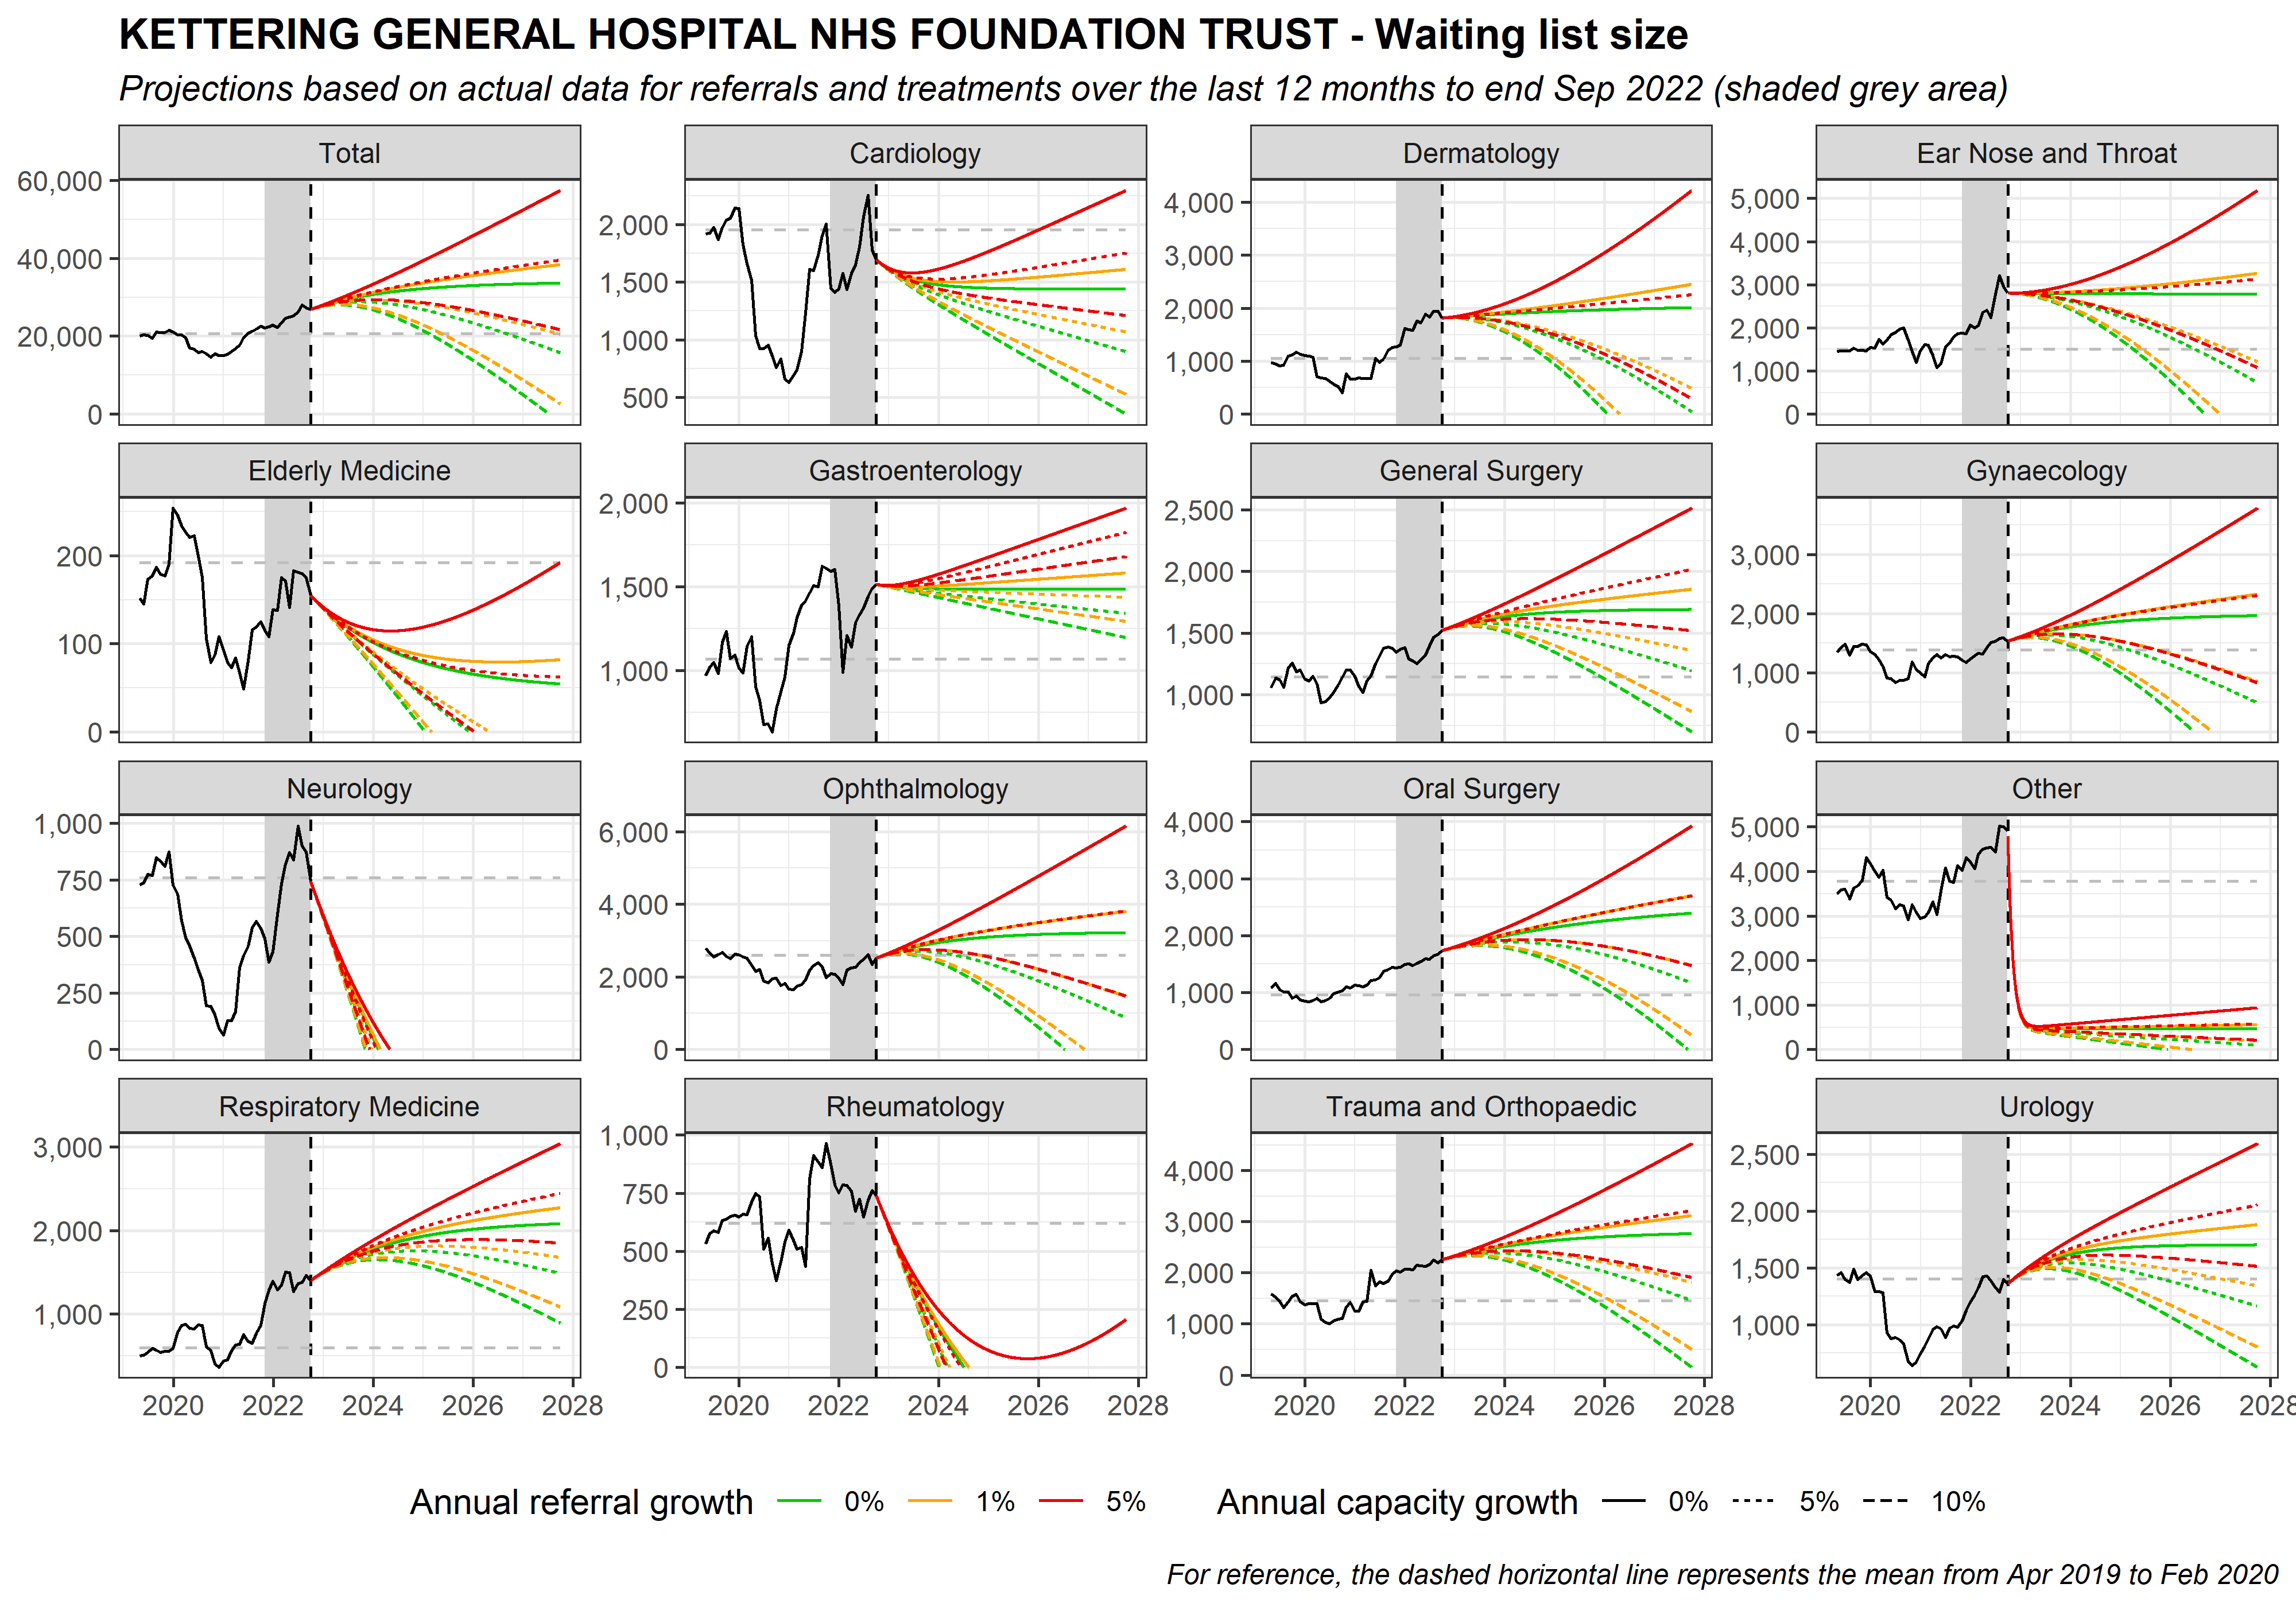 KETTERING GENERAL HOSPITAL NHS FOUNDATION TRUST - Waiting list size
Projections based on actual data for referrals and treatments over the last 12 months to end Sep 2022 (shaded grey area)
Total
Cardiology
Dermatology
Ear Nose and Throat
60,000
40,000
20,000
0
2,000
1,500
1,000
500
4,000
3,000
2,000
1,000
0
5,000
4,000
3,000
2,000
1,000
0
Elderly Medicine
Gastroenterology
General Surgery
Gynaecology
200
100
0
2,000
1,500
1,000
2,500
2,000
1,500
1,000
3,000
2,000
1,000
0
Neurology
Ophthalmology
Oral Surgery
Other
1,000
750
500
250
0
6,000
4,000
2,000
0
4,000
3,000
2,000
1,000
0
5,000
4,000
3,000
2,000
1,000
0
Respiratory Medicine
Rheumatology
Trauma and Orthopaedic
Urology
3,000
2,000
1,000
1,000
750
500
250
0
4,000
3,000
2,000
1,000
0
2,500
2,000
1,500
1,000
2020 2022 2024 2026 2028
2020 2022 2024 2026 2028
2020 2022 2024 2026 2028
2020 2022 2024 2026 2028
Annual referral growth 0% 1% 5%
Annual capacity growth 0% 5% 10%
For reference, the dashed horizontal line represents the mean from Apr 2019 to Feb 2020